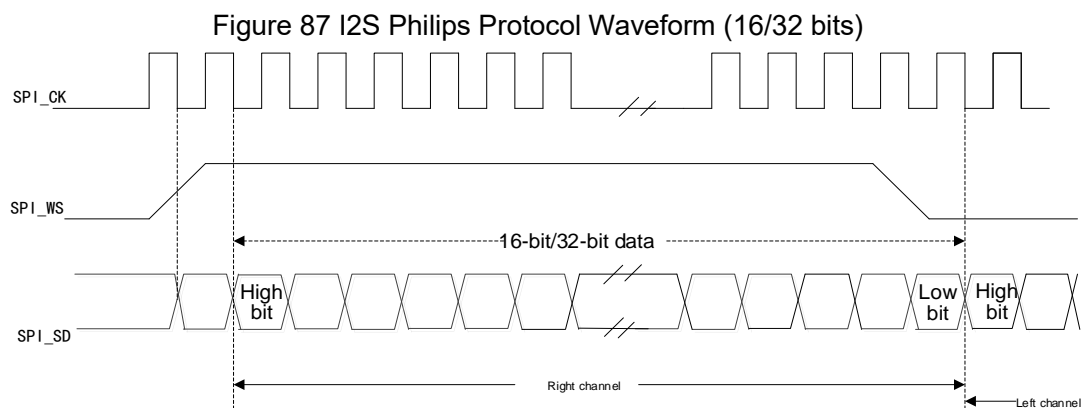 Figure 87 I2S Philips Protocol Waveform (16/32 bits)
SPI_CK
SPI_WS
16-bit/32-bit data
High
bit
Low
bit
High
bit
SPI_SD
Right channel
Left channel